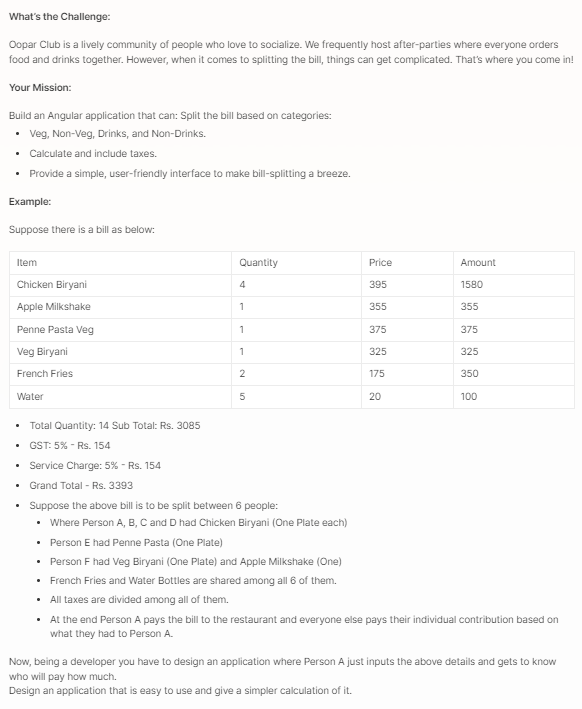 What's the Challenge:
Oopar Club is a lively community of people who love to socialize. We frequently host after-parties where everyone orders
food and drinks together. However, when it comes to splitting the bill, things can get complicated. That's where you come in!
Your Mission:
Build an Angular application that can: Split the bill based on categories:
• Veg, Non-Veg, Drinks, and Non-Drinks.
• Calculate and include taxes.
• Provide a simple, user-friendly interface to make bill-splitting a breeze.
Example:
Suppose there is a bill as below:
Item Quantity Price Amount
Chicken Biryani 4 395 1580
Apple Milkshake 1 355 355
Penne Pasta Veg 1 375 375
Veg Biryani 1 325 325
French Fries 2 175 350
Water 5 20 100
• Total Quantity: 14 Sub Total: Rs. 3085
• GST: 5% - Rs. 154
• Service Charge: 5% - Rs. 154
• Grand Total - Rs. 3393
• Suppose the above bill is to be split between 6 people:
• Where Person A, B, C and D had Chicken Biryani (One Plate each)
• Person E had Penne Pasta (One Plate)
• Person F had Veg Biryani (One Plate) and Apple Milkshake (One)
• French Fries and Water Bottles are shared among all 6 of them.
• All taxes are divided among all of them.
• At the end Person A pays the bill to the restaurant and everyone else pays their individual contribution based on
what they had to Person A.
Now, being a developer you have to design an application where Person A just inputs the above details and gets to know
who will pay how much.
Design an application that is easy to use and give a simpler calculation of it.